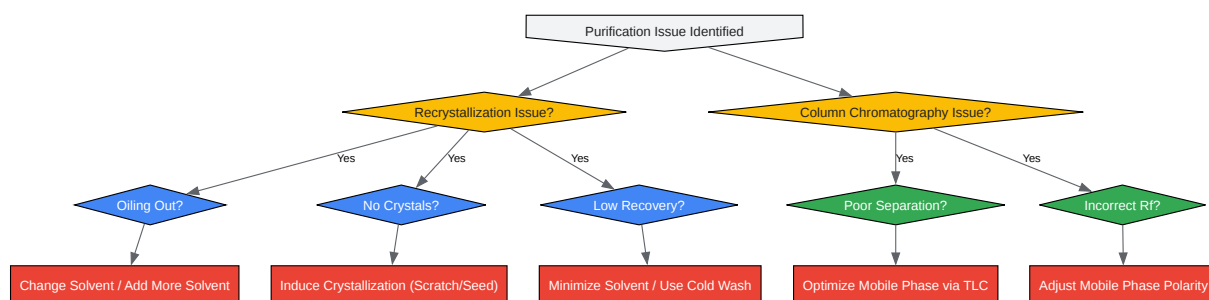 Purification Issue Identified
Recrystallization Issue?
Column Chromatography Issue?
Yes
Yes
Yes
Yes
Yes
Oiling Out?
No Crystals?
Low Recovery?
Poor Separation?
Incorrect Rf?
Change Solvent / Add More Solvent
Induce Crystallization (Scratch/Seed)
Minimize Solvent / Use Cold Wash
Optimize Mobile Phase via TLC
Adjust Mobile Phase Polarity